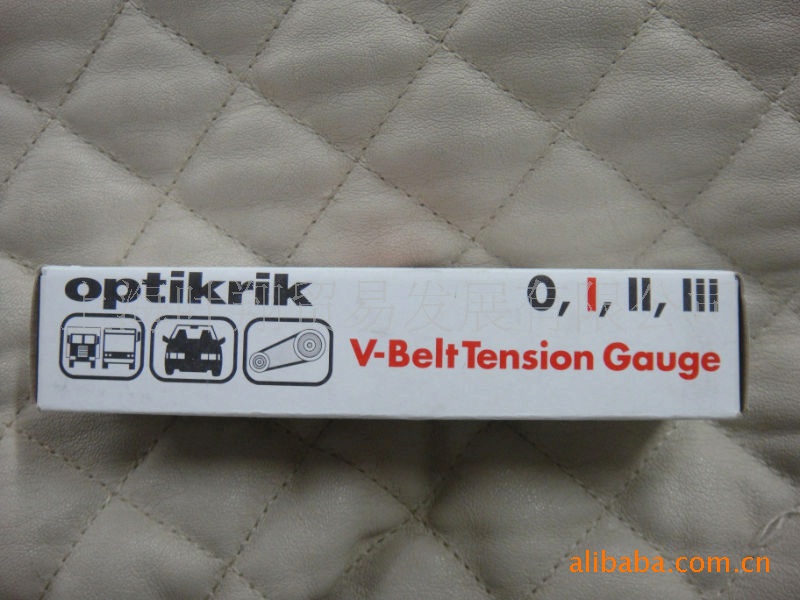 optikrik
0, I, II, III
V-Belt Tension Gauge
alibaba.com.cn